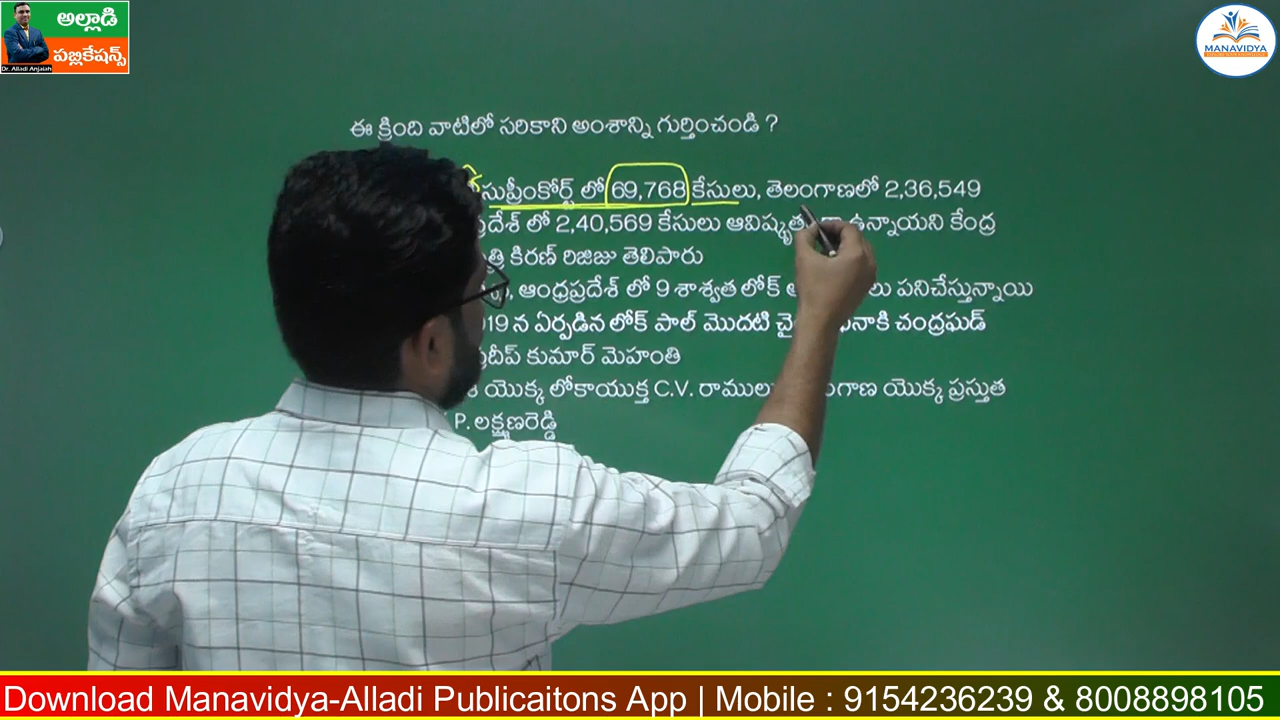 అల్లాడి
పబ్లికేషన్స్
Dr. Alladi Anjaiah
MANAVIDYA
ఈ క్రింది వాటిలో సరికాని అంశాన్ని గుర్తించండి ?
సుప్రీంకోర్ట్ లో 69,768 కేసులు, తెలంగాణలో 2,36,549
2,40,569 కేసులు ఉన్నాయని కేంద్ర
కిరణ్ రిజిజు తెలిపారు
ఆంధ్రప్రదేశ్ లో 9 శాశ్వత లోక్ పనిచేస్తున్నాయి
న ఏర్పడిన లోక్ పాల్ మొదటి చంద్రఘడ్
కుమార్ మెహంతి
యొక్క లోకాయుక్త C.V. యొక్క ప్రస్తుత
P. లక్ష్మణరెడ్డి
Download Manavidya-Alladi Publicaitons App | Mobile : 9154236239 & 8008898105